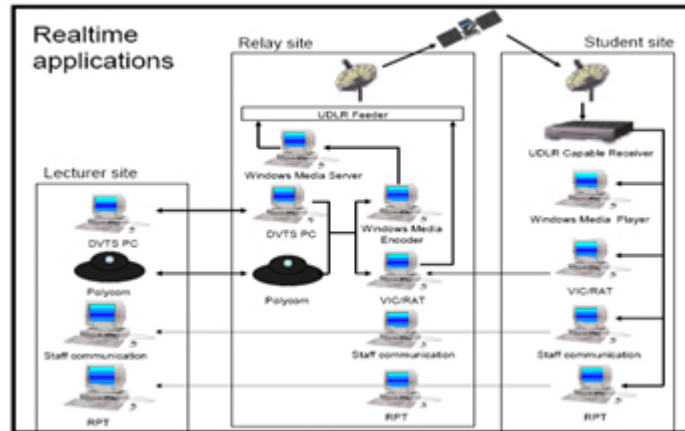 Realtime
applications
Relay site
Student site
UDLR Feeder
UDLR Capable Receiver
Windows Media Server
Lecturer site
Windows Media Player
DVTS PC
DVTS PC
Windows Media
Encoder
Polycom
Polycom
VIC/RAT
VIC/RAT
Staff communication
Staff communication
Staff communication
RPT
RPT
RPT